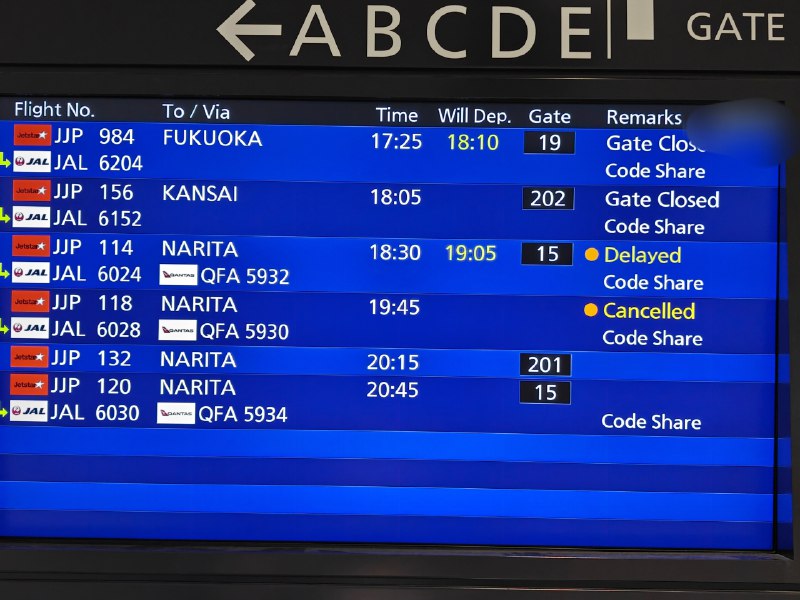 ← A B C D E GATE
Flight No. To / Via Time Will Dep. Gate Remarks
Jetstar JJP 984 FUKUOKA 17:25 18:10 19 Gate
JAL JAL 6204 Code Share
Jetstar JJP 156 KANSAI 18:05 202 Gate Closed
JAL JAL 6152 Code Share
Jetstar JJP 114 NARITA 18:30 19:05 15 Delayed
JAL JAL 6024 QANTAS QFA 5932 Code Share
Jetstar JJP 118 NARITA 19:45 Cancelled
JAL JAL 6028 QANTAS QFA 5930 Code Share
Jetstar JJP 132 NARITA 20:15 201
Jetstar JJP 120 NARITA 20:45 15
JAL JAL 6030 QANTAS QFA 5934 Code Share